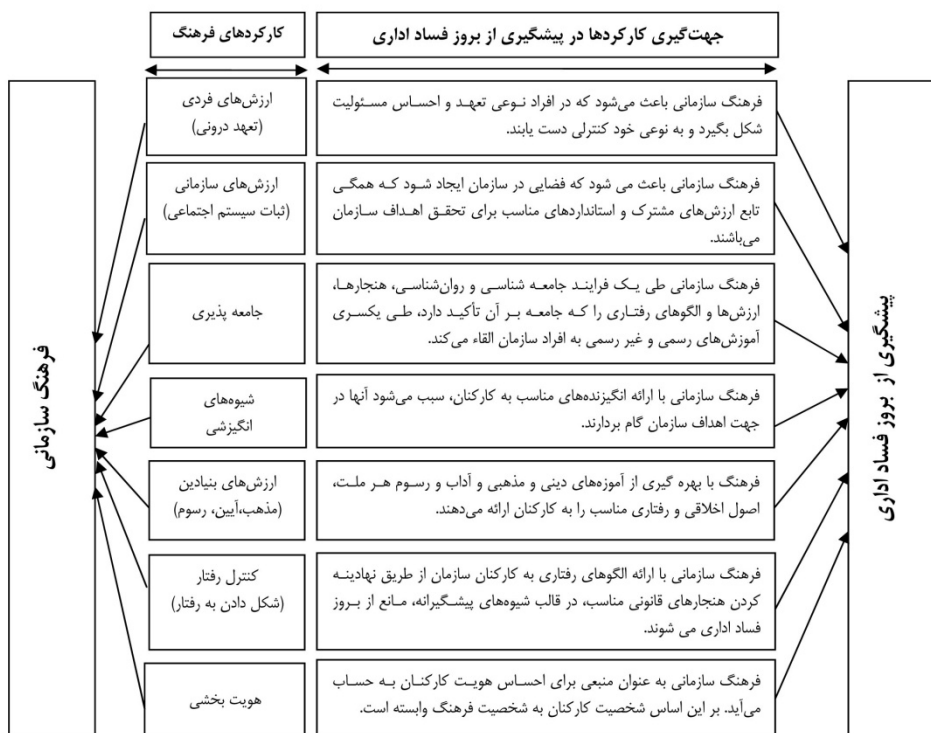 جهت‌گیری کارکردها در پیشگیری از بروز فساد اداری
کارکردهای فرهنگ
پیشگیری از بروز فساد اداری
فرهنگ سازمانی باعث می‌شود که در افراد نوعی تعهد و احساس مسئولیت
شکل بگیرد و به نوعی خود کنترلی دست یابند.
ارزش‌های فردی
(تعهد درونی)
فرهنگ سازمانی باعث می شود که فضایی در سازمان ایجاد شود که همگی
تابع ارزش‌های مشترک و استانداردهای مناسب برای تحقق اهداف سازمان
می‌باشند.
ارزش‌های سازمانی
(ثبات سیستم اجتماعی)
فرهنگ سازمانی طی یک فرایند جامعه شناسی و روان‌شناسی، هنجارها،
ارزش‌ها و الگوهای رفتاری را که جامعه بر آن تأکید دارد، طی یکسری
آموزش‌های رسمی و غیر رسمی به افراد سازمان القاء می‌کند.
جامعه پذیری
فرهنگ سازمانی با ارائه انگیزنده‌های مناسب به کارکنان، سبب می‌شود آنها در
جهت اهداف سازمان گام بردارند.
شیوه‌های
انگیزشی
فرهنگ با بهره گیری از آموزه‌های دینی و مذهبی و آداب و رسوم هر ملت،
اصول اخلاقی و رفتاری مناسب را به کارکنان ارائه می‌دهند.
ارزش‌های بنیادین
(مذهب،آیین، رسوم)
فرهنگ سازمانی با ارائه الگوهای رفتاری به کارکنان سازمان از طریق نهادینه
کردن هنجارهای قانونی مناسب، در قالب شیوه‌های پیشگیرانه، مانع از بروز
فساد اداری می شوند.
کنترل رفتار
(شکل دادن به رفتار)
فرهنگ سازمانی به عنوان منبعی برای احساس هویت کارکنان به حساب
می‌آید. بر این اساس شخصیت کارکنان به شخصیت فرهنگ وابسته است.
هویت بخشی
فرهنگ سازمانی